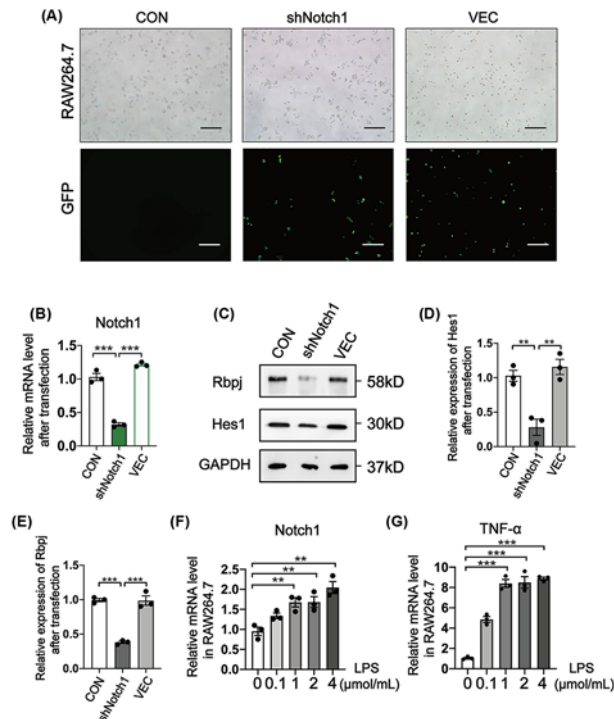 (A)
CON
shNotch1
VEC
RAW264.7
GFP
(B)
Notch1
Relative mRNA level
after transfection
1.5
1.0
0.5
0.0
***
***
CON
shNotch1
VEC
(C)
CON
shNotch1
VEC
Rbpj
58kD
Hes1
30kD
GAPDH
37kD
(D)
Relative expression of Hes1
after transfection
1.5
1.0
0.5
0.0
**
**
CON
shNotch1
VEC
(E)
Relative expression of Rbpj
after transfection
1.5
1.0
0.5
0.0
***
***
CON
shNotch1
VEC
(F)
Notch1
Relative mRNA level
in RAW264.7
2.5
2.0
1.5
1.0
0.5
0.0
**
**
**
LPS
0 0.1 1 2 4 (μmol/mL)
(G)
TNF-α
Relative mRNA level
in RAW264.7
10
8
6
4
2
0
***
***
***
LPS
0 0.1 1 2 4 (μmol/mL)